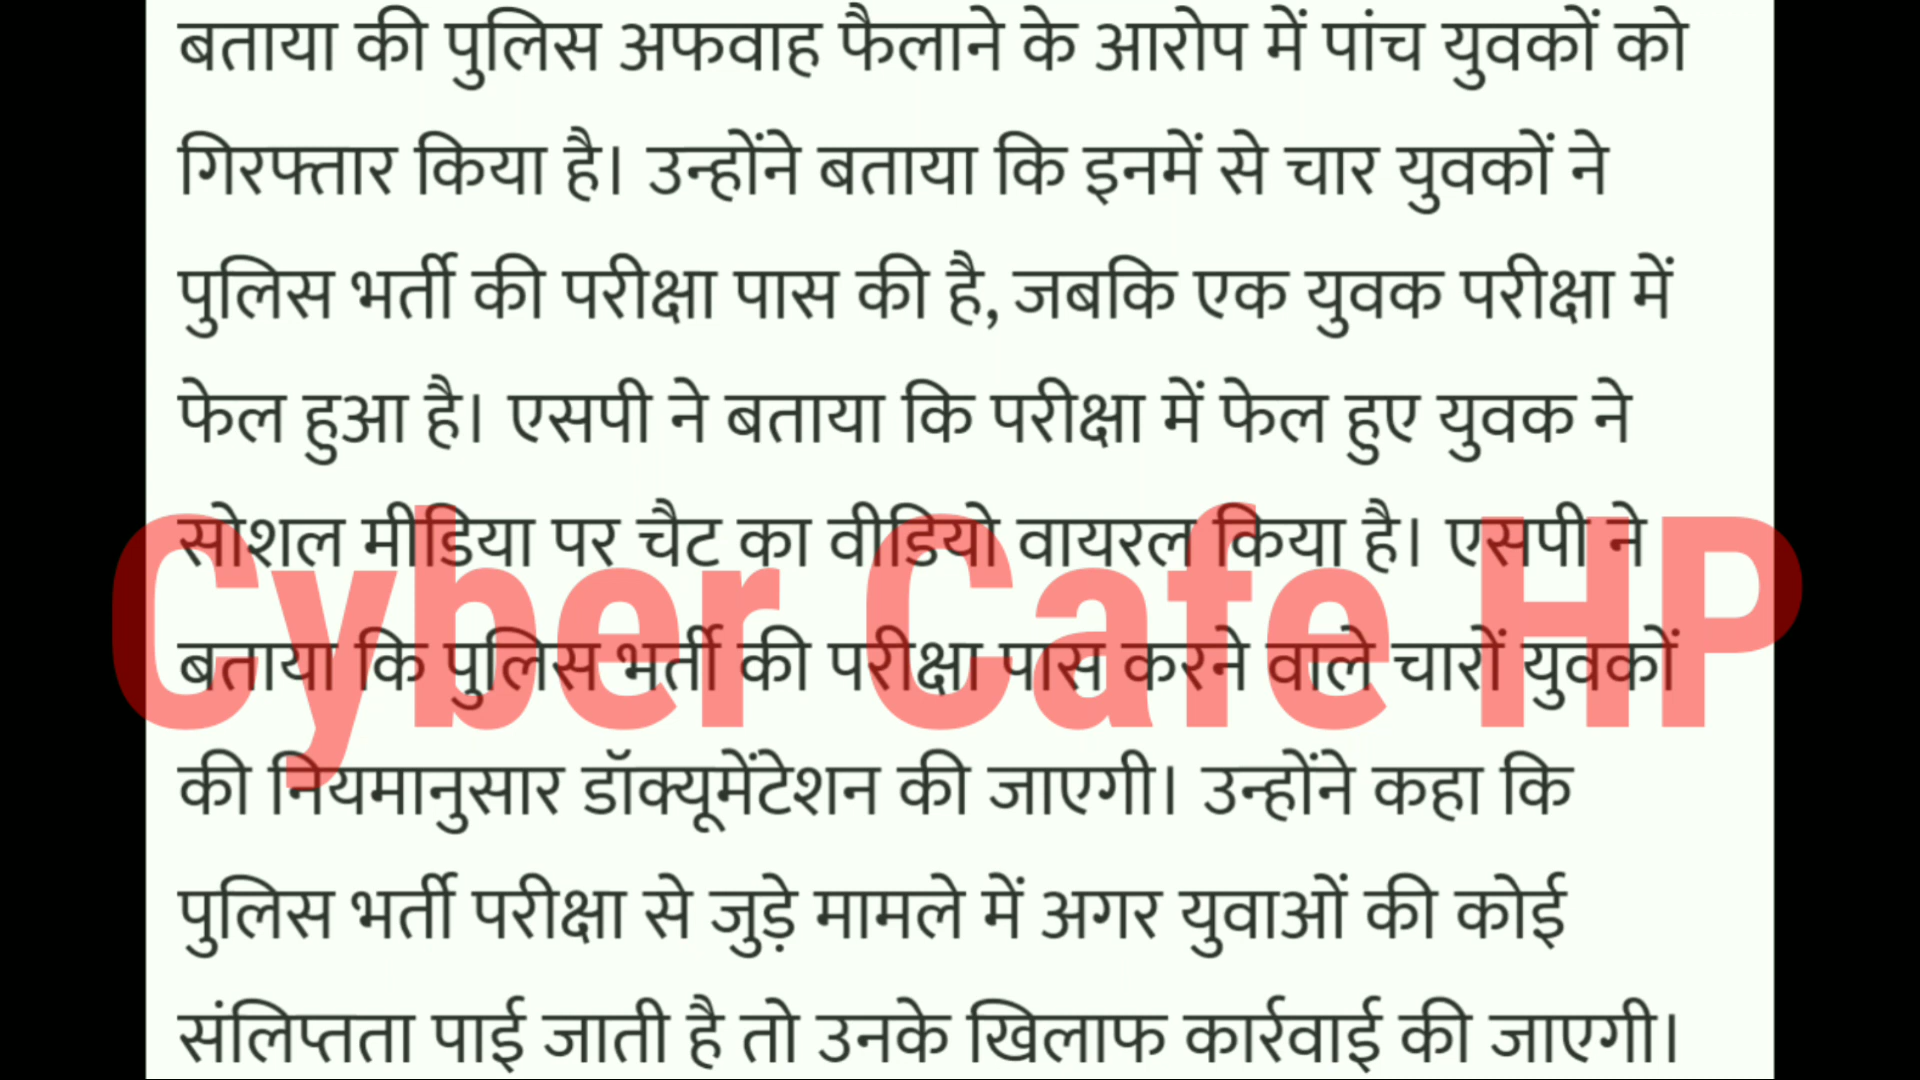 बताया की पुलिस अफवाह फैलाने के आरोप में पांच युवकों को
गिरफ्तार किया है। उन्होंने बताया कि इनमें से चार युवकों ने
पुलिस भर्ती की परीक्षा पास की है, जबकि एक युवक परीक्षा में
फेल हुआ है। एसपी ने बताया कि परीक्षा में फेल हुए युवक ने
सोशल मीडिया पर चैट का वीडियो वायरल किया है। एसपी ने
Cyber Cafe HP
बताया कि पुलिस भर्ती की परीक्षा पास करने वाले चारों युवकों
की नियमानुसार डॉक्यूमेंटेशन की जाएगी। उन्होंने कहा कि
पुलिस भर्ती परीक्षा से जुड़े मामले में अगर युवाओं की कोई
संलिप्तता पाई जाती है तो उनके खिलाफ कार्रवाई की जाएगी।